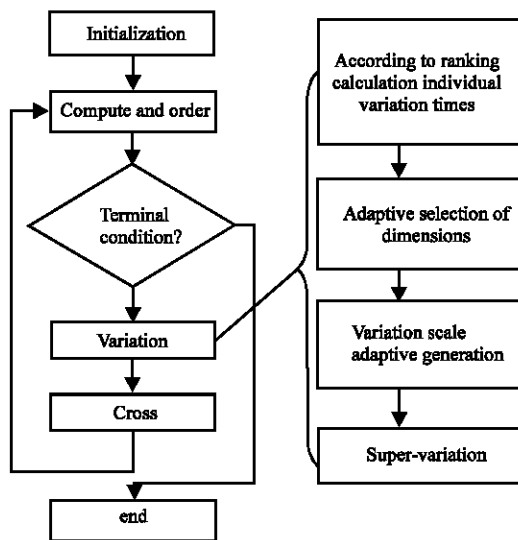 Initialization
Compute and order
Terminal
condition?
Variation
Cross
end
According to ranking
calculation individual
variation times
Adaptive selection of
dimensions
Variation scale
adaptive generation
Super-variation